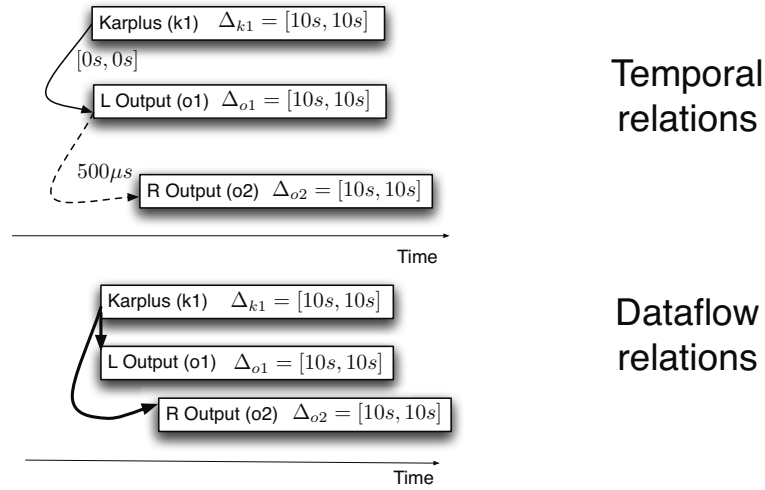 Karplus (k1) Δ_{k1} = [10s, 10s]
[0s, 0s]
L Output (o1) Δ_{o1} = [10s, 10s]
500μs
R Output (o2) Δ_{o2} = [10s, 10s]
Time
Temporal
relations
Karplus (k1) Δ_{k1} = [10s, 10s]
L Output (o1) Δ_{o1} = [10s, 10s]
R Output (o2) Δ_{o2} = [10s, 10s]
Time
Dataflow
relations